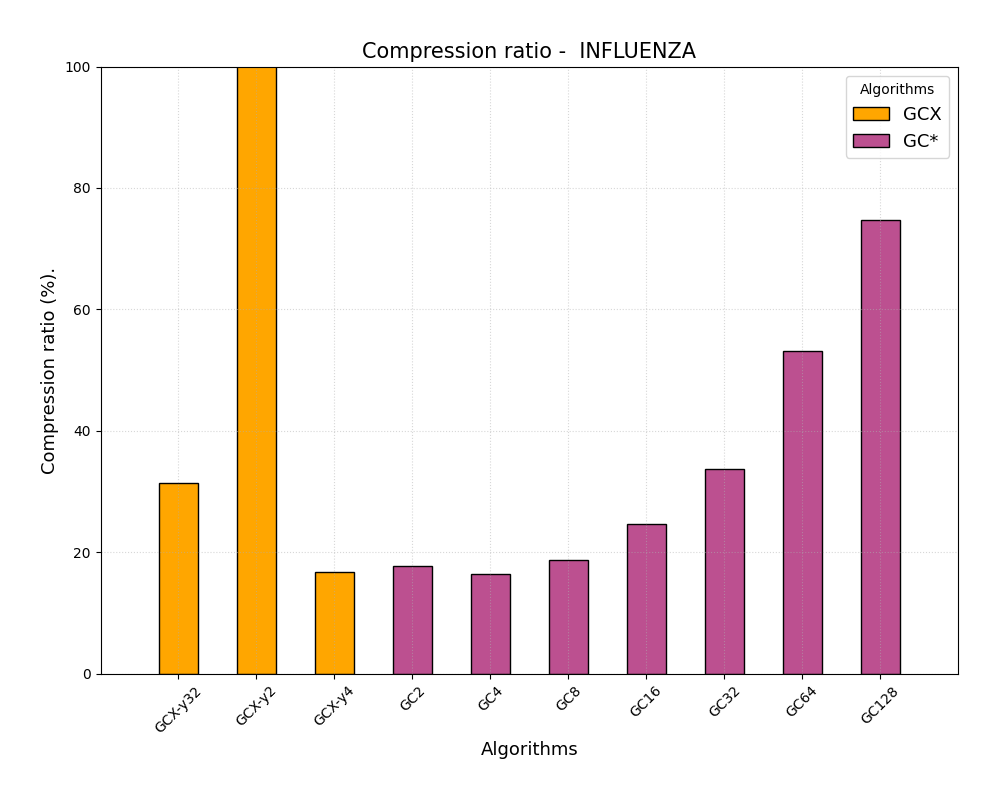 Compression ratio -  INFLUENZA
100
80
60
40
20
0
Compression ratio (%).
Algorithms
GCX
GC*
GCX-y32
GCX-y2
GCX-y4
GC2
GC4
GC8
GC16
GC32
GC64
GC128
Algorithms